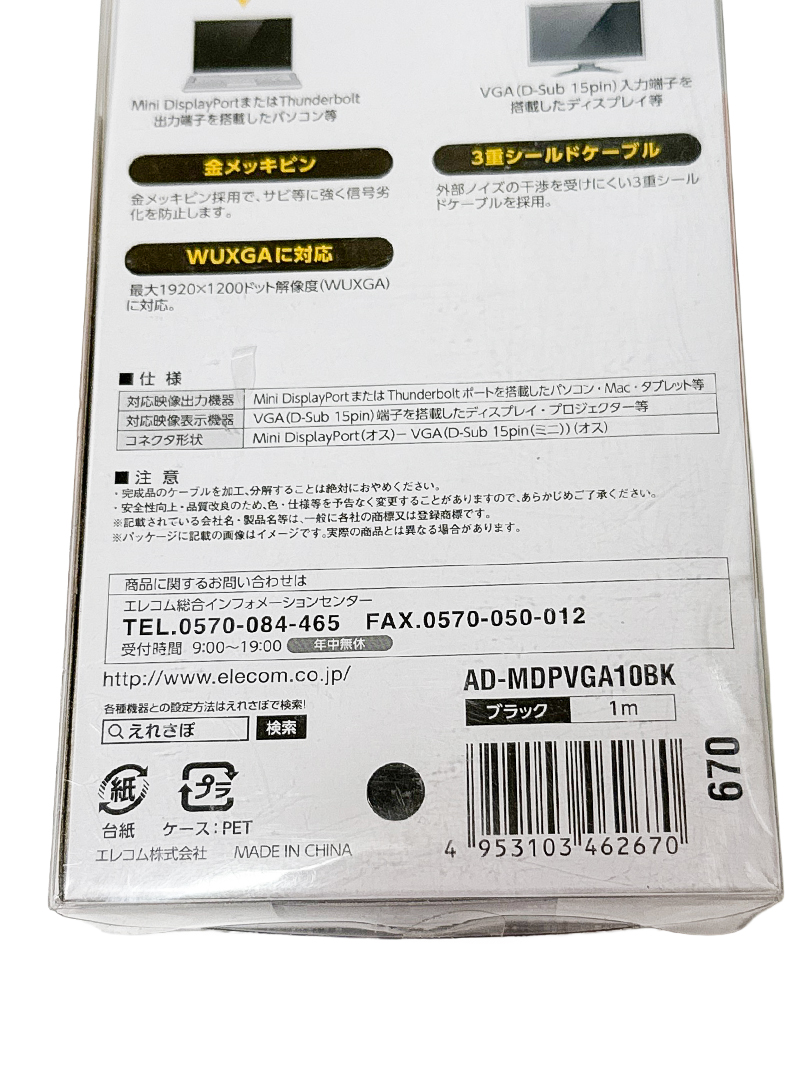 Mini DisplayPortまたはThunderbolt
出力端子を搭載したパソコン等
VGA(D-Sub 15pin)入力端子を
搭載したディスプレイ等
金メッキピン
金メッキピン採用で、サビ等に強く信号劣
化を防止します。
3重シールドケーブル
外部ノイズの干渉を受けにくい3重シール
ドケーブルを採用。
WUXGAに対応
最大1920×1200ドット解像度(WUXGA)
に対応。
■仕 様
対応映像出力機器 Mini DisplayPortまたはThunderboltポートを搭載したパソコン・Mac・タブレット等
対応映像表示機器 VGA(D-Sub 15pin)端子を搭載したディスプレイ・プロジェクター等
コネクタ形状 Mini DisplayPort(オス)－VGA(D-Sub 15pin(ミニ))(オス)
■注 意
・完成品のケーブルを加工、分解することは絶対におやめください。
・安全性向上・品質改良のため、色・仕様等を予告なく変更することがありますので、あらかじめご了承ください。
※記載されている会社名・製品名等は、一般に各社の商標又は登録商標です。
※パッケージに記載の画像はイメージです。実際の商品とは異なる場合があります。
商品に関するお問い合わせは
エレコム総合インフォメーションセンター
TEL.0570-084-465 FAX.0570-050-012
受付時間 9:00〜19:00 年中無休
http://www.elecom.co.jp/
各種機器との設定方法はえれさぽで検索!
えれさぽ 検索
AD-MDPVGA10BK
ブラック 1m
670
紙
プラ
台紙 ケース:PET
エレコム株式会社 MADE IN CHINA
4 953103 462670